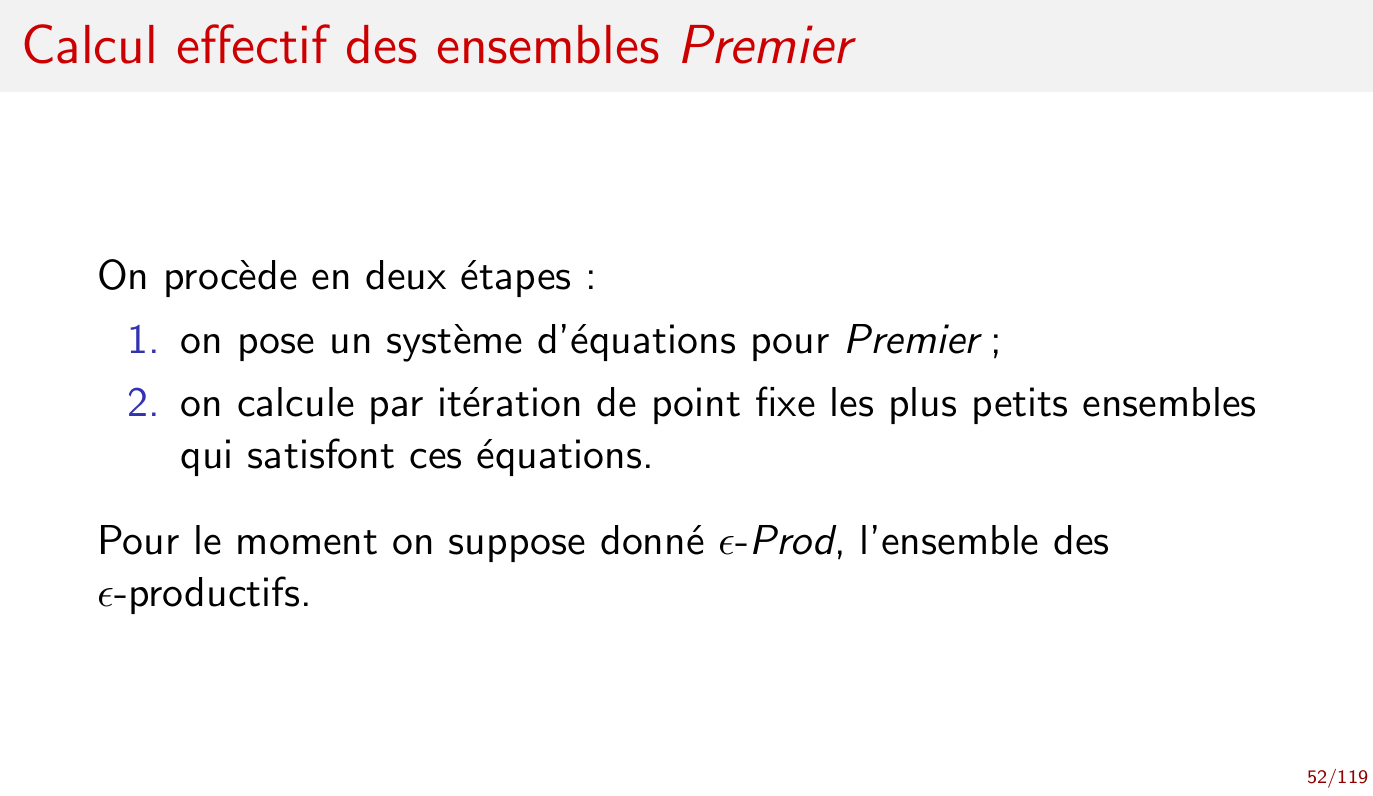 Calcul effectif des ensembles Premier
On procède en deux étapes :
1. on pose un système d'équations pour Premier ;
2. on calcule par itération de point fixe les plus petits ensembles
qui satisfont ces équations.
Pour le moment on suppose donné ϵ-Prod, l'ensemble des
ϵ-productifs.
52/119